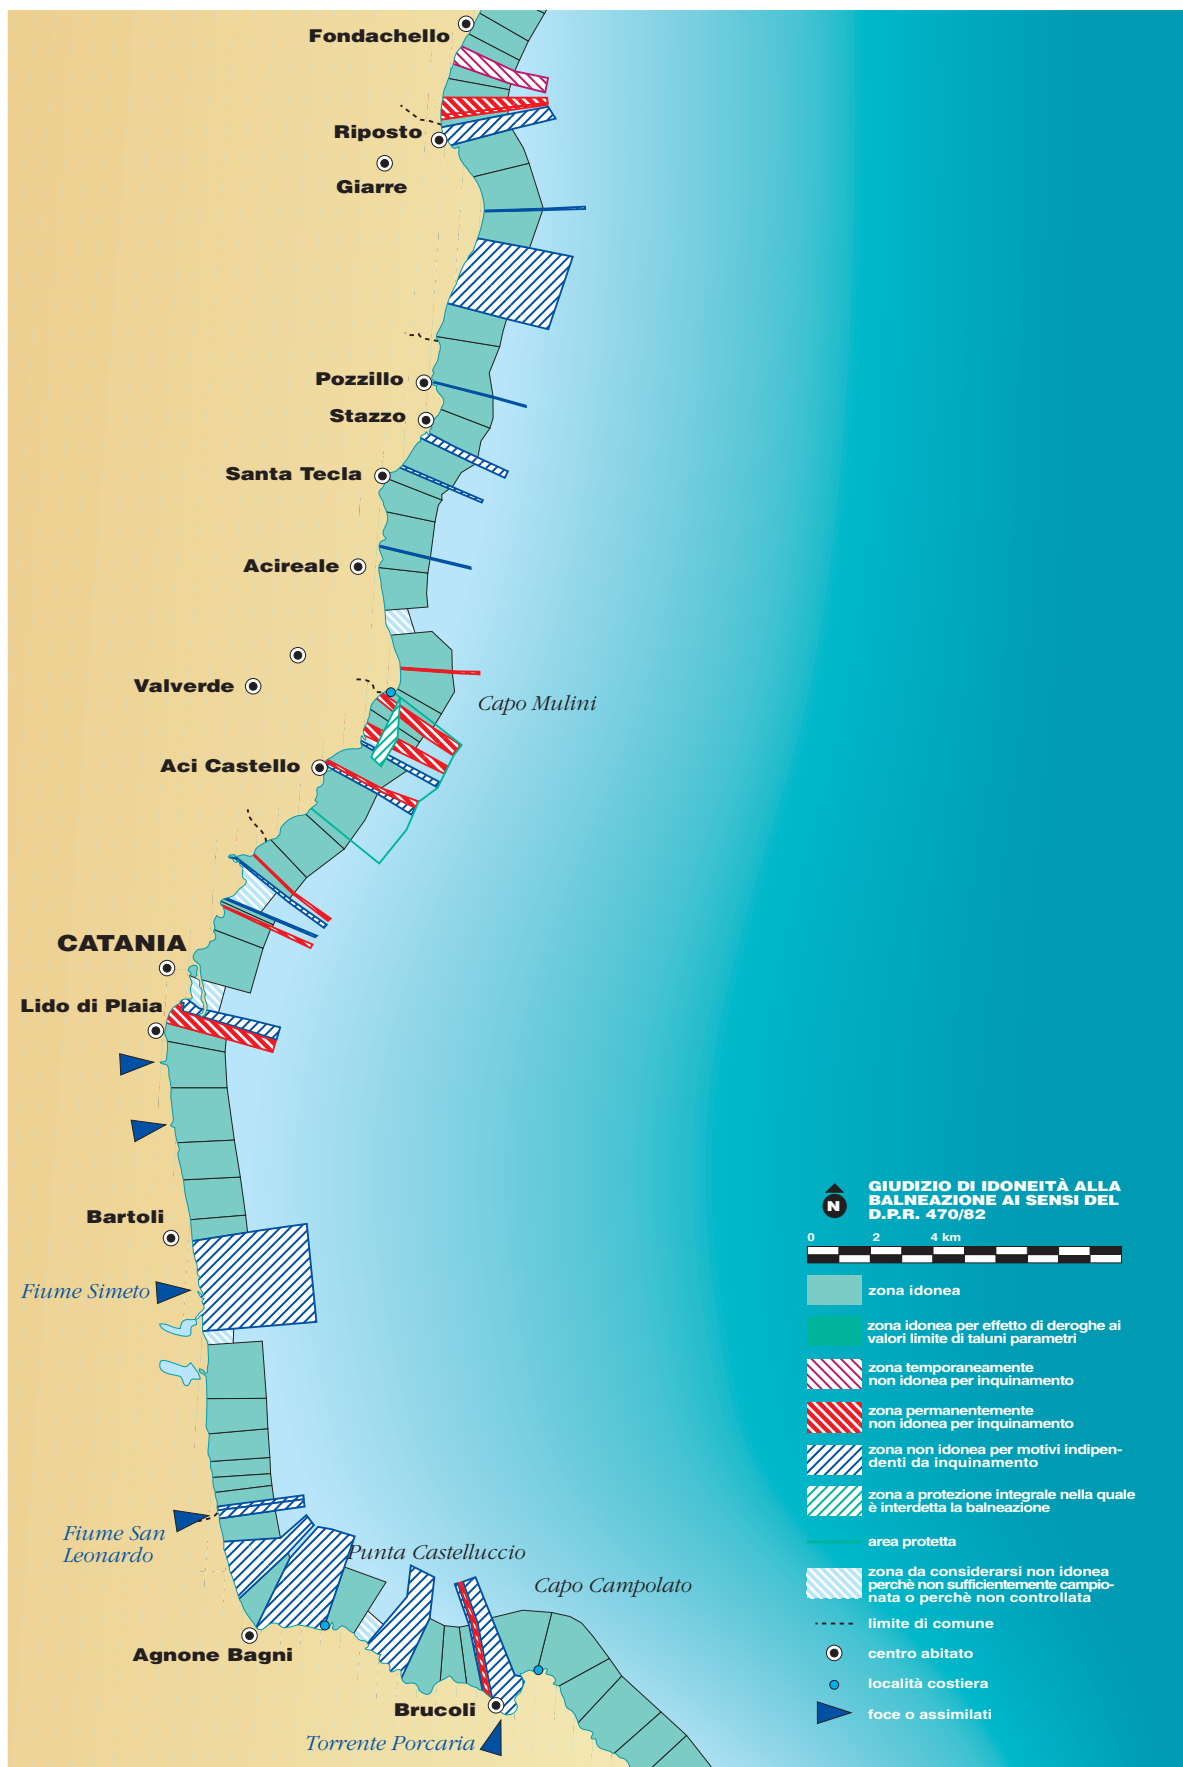 Fondachello
Riposto
Giarre
Pozzillo
Stazzo
Santa Tecla
Acireale
Valverde
Capo Mulini
Aci Castello
CATANIA
Lido di Plaia
Bartoli
Fiume Simeto
Fiume San
Leonardo
Punta Castelluccio
Capo Campolato
Agnone Bagni
Brucoli
Torrente Porcaria
N
GIUDIZIO DI IDONEITÀ ALLA
BALNEAZIONE AI SENSI DEL
D.P.R. 470/82
0 2 4 km
zona idonea
zona idonea per effetto di deroghe ai
valori limite di taluni parametri
zona temporaneamente
non idonea per inquinamento
zona permanentemente
non idonea per inquinamento
zona non idonea per motivi indipen-
denti da inquinamento
zona a protezione integrale nella quale
è interdetta la balneazione
area protetta
zona da considerarsi non idonea
perchè non sufficientemente campio-
nata o perchè non controllata
limite di comune
centro abitato
località costiera
foce o assimilati